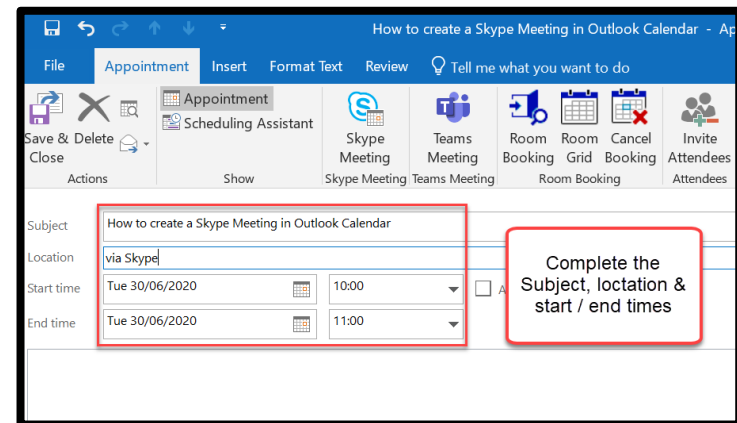 How to create a Skype Meeting in Outlook Calendar - Ap
File Appointment Insert Format Text Review Tell me what you want to do
Save & Close
Delete
Appointment
Scheduling Assistant
Skype Meeting
Teams Meeting
Room Booking
Room Grid
Cancel Booking
Invite Attendees
Actions Show Skype Meeting Teams Meeting Room Booking Attendees
Subject How to create a Skype Meeting in Outlook Calendar
Location via Skype
Start time Tue 30/06/2020 10:00 A
End time Tue 30/06/2020 11:00
Complete the
Subject, loctation &
start / end times